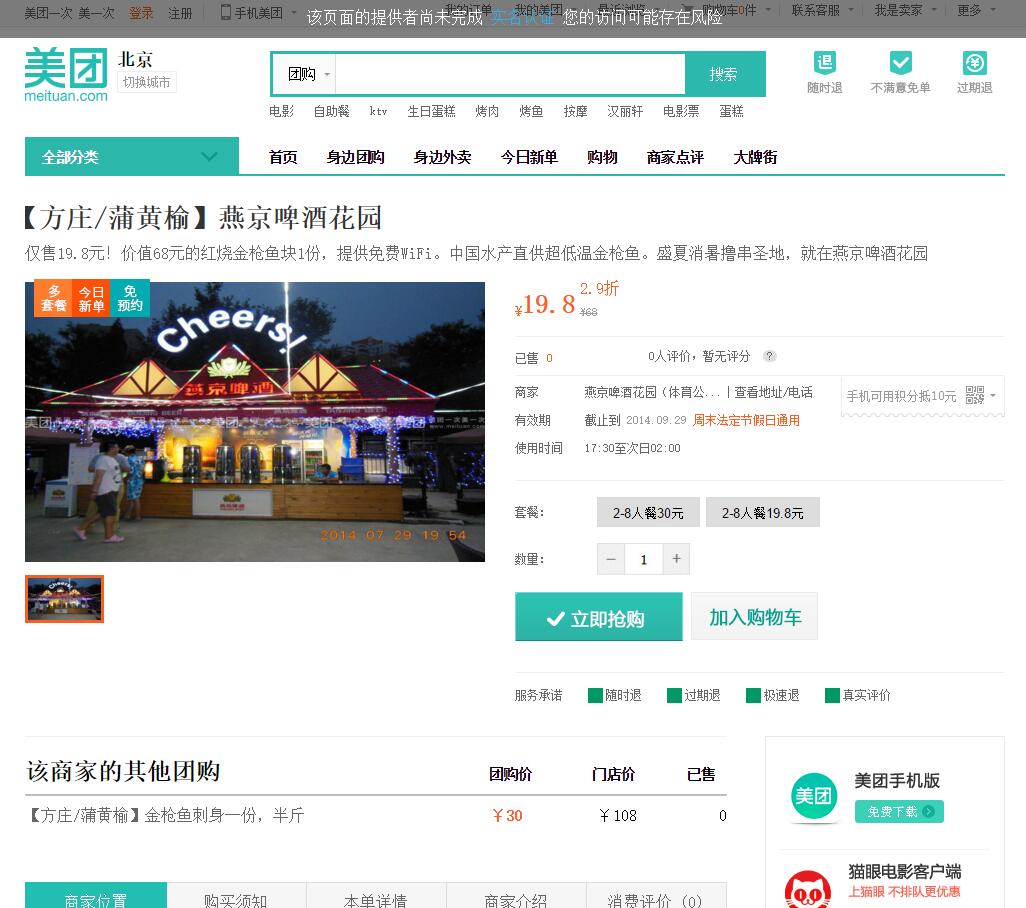 美团一次 美一次 登录 注册 手机美团 我的订单 我的美团 最近浏览 购物车0件 联系客服 我是卖家 更多
该页面的提供者尚未完成 实名认证 您的访问可能存在风险
美团
meituan.com
北京
切换城市
团购 搜索
随时退 不满意免单 过期退
电影 自助餐 ktv 生日蛋糕 烤肉 烤鱼 按摩 汉丽轩 电影票 蛋糕
全部分类 首页 身边团购 身边外卖 今日新单 购物 商家点评 大牌街
【方庄/蒲黄榆】燕京啤酒花园
仅售19.8元！价值68元的红烧金枪鱼块1份，提供免费WiFi。中国水产直供超低温金枪鱼。盛夏消暑撸串圣地，就在燕京啤酒花园
多套餐 今日新单 免预约
Cheers!
燕京啤酒
2014 07 29 19 54
¥19.8 2.9折 ¥68
已售 0 0人评价，暂无评分 ?
商家 燕京啤酒花园（体育公... | 查看地址/电话
手机可用积分抵10元
有效期 截止到 2014.09.29 周末法定节假日通用
使用时间 17:30至次日02:00
套餐： 2-8人餐30元 2-8人餐19.8元
数量： － 1 +
立即抢购 加入购物车
服务承诺 随时退 过期退 极速退 真实评价
该商家的其他团购 团购价 门店价 已售
【方庄/蒲黄榆】金枪鱼刺身一份，半斤 ￥30 ￥108 0
美团
美团手机版
免费下载
猫眼电影客户端
上猫眼 不排队更优惠
商家位置 购买须知 本单详情 商家介绍 消费评价（0）